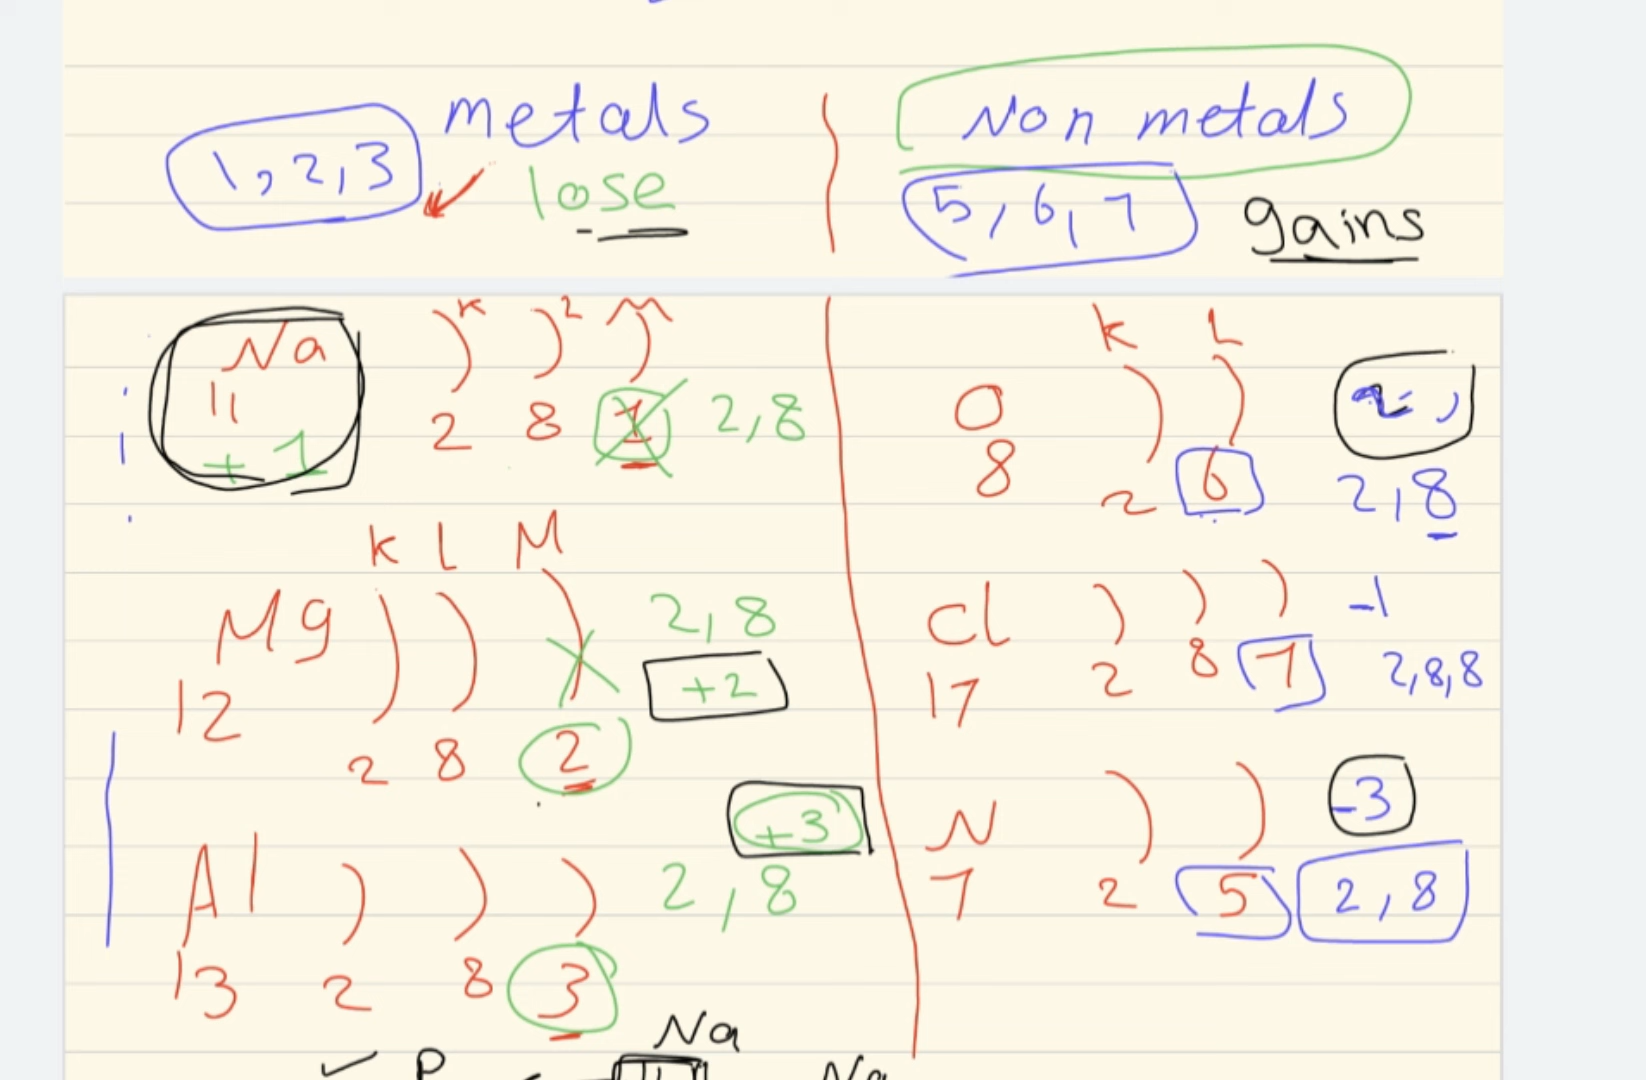 metals
1,2,3
lose
Non metals
5,6,7
gains
Na
11
+1
K L M
2 8 1
2,8
K L M
Mg
12
2 8 2
2,8
+2
Al
13
2 8 3
+3
2,8
K L
O
8
2 6
2,8
Cl
17
2 8 7
-1
2,8,8
N
7
2 5
-3
2,8
Na
P
Na